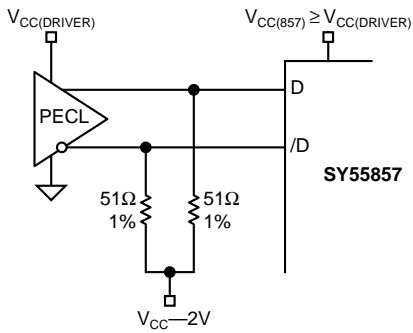 VCC(DRIVER)
VCC(857) ≥ VCC(DRIVER)
PECL
D
/D
SY55857
51Ω
1%
51Ω
1%
VCC—2V